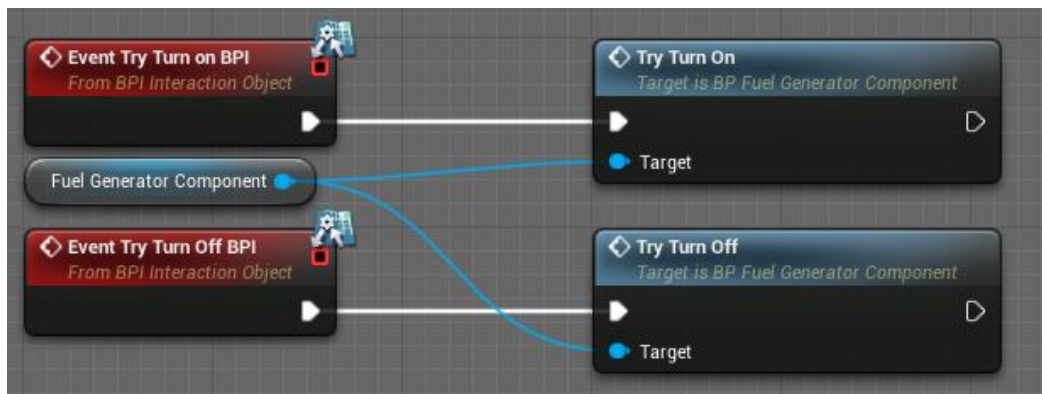 Event Try Turn on BPI
From BPI Interaction Object
Try Turn On
Target is BP Fuel Generator Component
Target
Fuel Generator Component
Event Try Turn Off BPI
From BPI Interaction Object
Try Turn Off
Target is BP Fuel Generator Component
Target